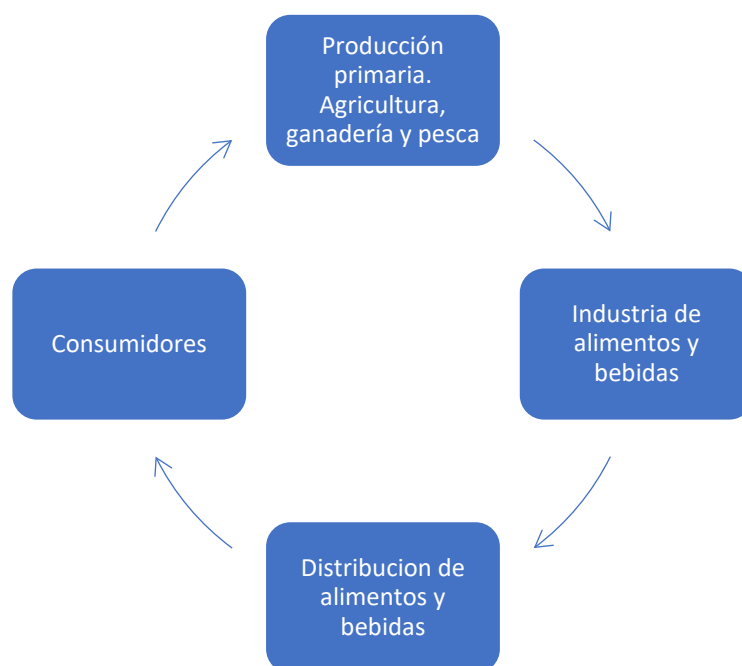 Producción
primaria.
Agricultura,
ganadería y pesca
Industria de
alimentos y
bebidas
Distribucion de
alimentos y
bebidas
Consumidores